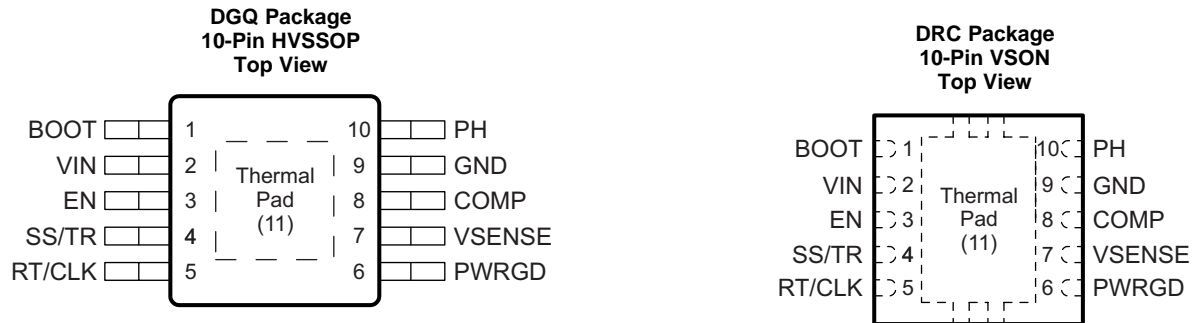 DGQ Package
10-Pin HVSSOP
Top View
BOOT 1 10 PH
VIN 2 9 GND
EN 3 8 COMP
SS/TR 4 7 VSENSE
RT/CLK 5 6 PWRGD
Thermal
Pad
(11)
DRC Package
10-Pin VSON
Top View
BOOT 1 10 PH
VIN 2 9 GND
EN 3 8 COMP
SS/TR 4 7 VSENSE
RT/CLK 5 6 PWRGD
Thermal
Pad
(11)